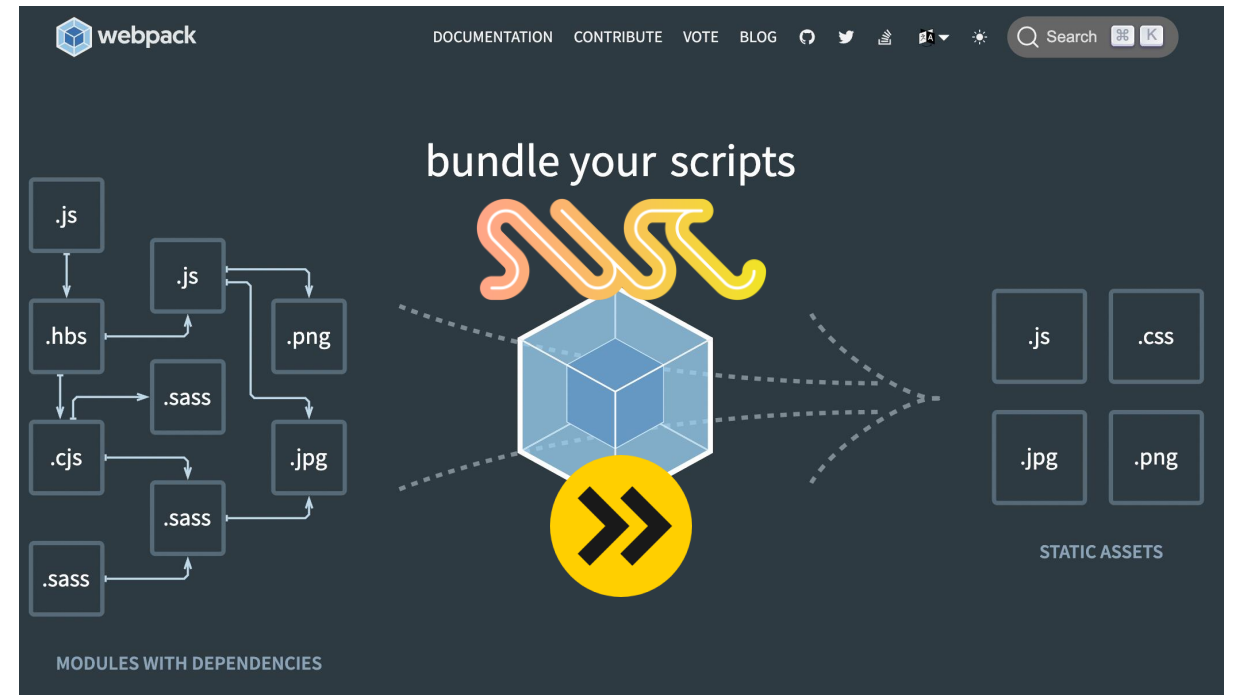 webpack
DOCUMENTATION CONTRIBUTE VOTE BLOG Search ⌘ K
bundle your scripts
.js
.js
.hbs
.png
.sass
.cjs
.jpg
.sass
.sass
MODULES WITH DEPENDENCIES
.js .css
.jpg .png
STATIC ASSETS